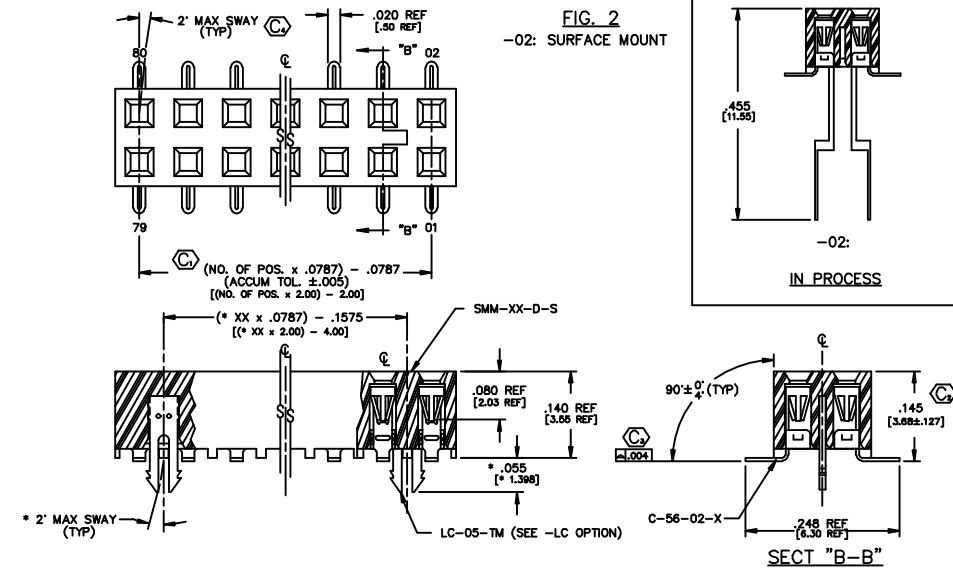 2° MAX SWAY
(TYP)
C4
.020 REF
[.50 REF]
"B"
FIG. 2
-02: SURFACE MOUNT
80
℄
02
S S
79
"B" 01
C1
(NO. OF POS. x .0787) - .0787
(ACCUM TOL. ±.005)
[(NO. OF POS. x 2.00) - 2.00]
.455
[11.55]
-02:
IN PROCESS
(* XX x .0787) - .1575
[(* XX x 2.00) - 4.00]
SMM-XX-D-S
℄
℄
S S
.080 REF
[2.03 REF]
.140 REF
[3.55 REF]
* .055
[* 1.398]
* 2° MAX SWAY
(TYP)
LC-05-TM (SEE -LC OPTION)
℄
90°± 0° 4° (TYP)
C2
.145
[3.68±.127]
C3
.004
C-56-02-X
.248 REF
[6.30 REF]
SECT "B-B"